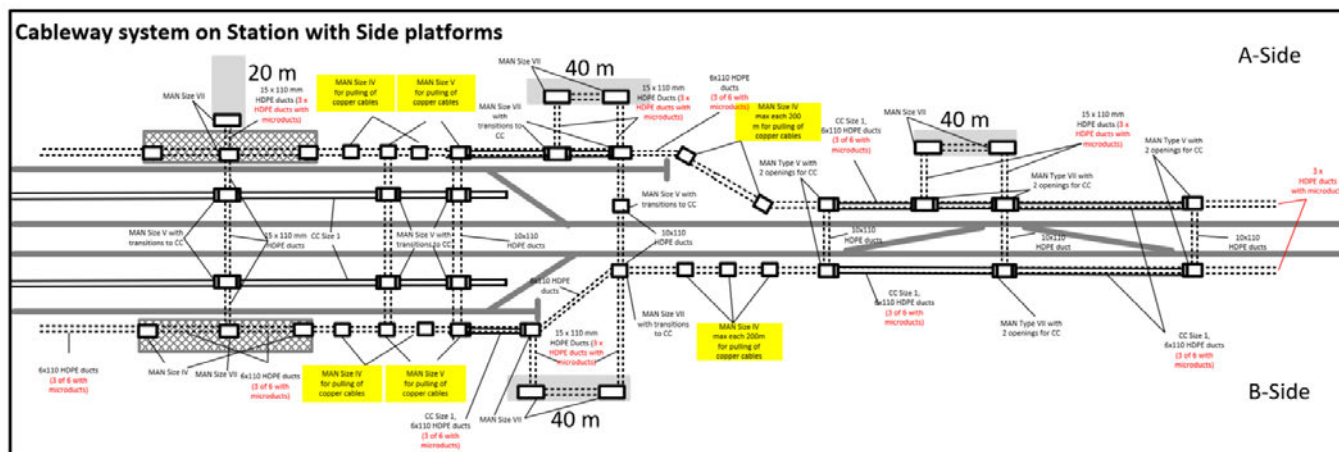 Cableway system on Station with Side platforms
A-Side
20 m
MAN Size VII
15 x 110 mm
HDPE ducts (3 x
HDPE ducts with
microducts)
MAN Size IV
for pulling of
copper cables
MAN Size V
for pulling of
copper cables
MAN Size VII
with
transitions to
CC
MAN Size VII
40 m
15 x 110 mm
HDPE Ducts (3 x
HDPE ducts with
microducts)
6x110 HDPE
ducts
(3 of 6 with
microducts)
MAN Size IV
max each 200
m for pulling of
copper cables
CC Size 1,
6x110 HDPE ducts
(3 of 6 with
microducts)
MAN Size VII
40 m
15 x 110 mm
HDPE ducts (3 x
HDPE ducts with
microducts)
MAN Type V with
2 openings for CC
MAN Type V with
2 openings for CC
MAN Type VII with
2 openings for CC
3 x
HDPE ducts
with microducts
MAN Size V with
transitions to CC
MAN Size V with
transitions to CC
15 x 110 mm
HDPE ducts
CC Size 1
MAN Size V with
transitions to CC
10x110
HDPE ducts
10x110
HDPE ducts
10x110
HDPE ducts
10x110
HDPE duct
10x110
HDPE ducts
6x110 HDPE
ducts
MAN Size VII
with transitions
to CC
MAN Size IV
max each 200m
for pulling of
copper cables
CC Size 1,
6x110 HDPE ducts
(3 of 6 with
microducts)
MAN Type VII with
2 openings for CC
CC Size 1,
6x110 HDPE ducts
(3 of 6 with
microducts)
6x110 HDPE ducts
(3 of 6 with
microducts)
MAN Size IV
MAN Size VII
6x110 HDPE ducts
(3 of 6 with
microducts)
MAN Size IV
for pulling of
copper cables
MAN Size V
for pulling of
copper cables
15 x 110 mm
HDPE Ducts (3 x
HDPE ducts with
microducts)
CC Size 1,
6x110 HDPE ducts
(3 of 6 with
microducts)
MAN Size VII
40 m
B-Side